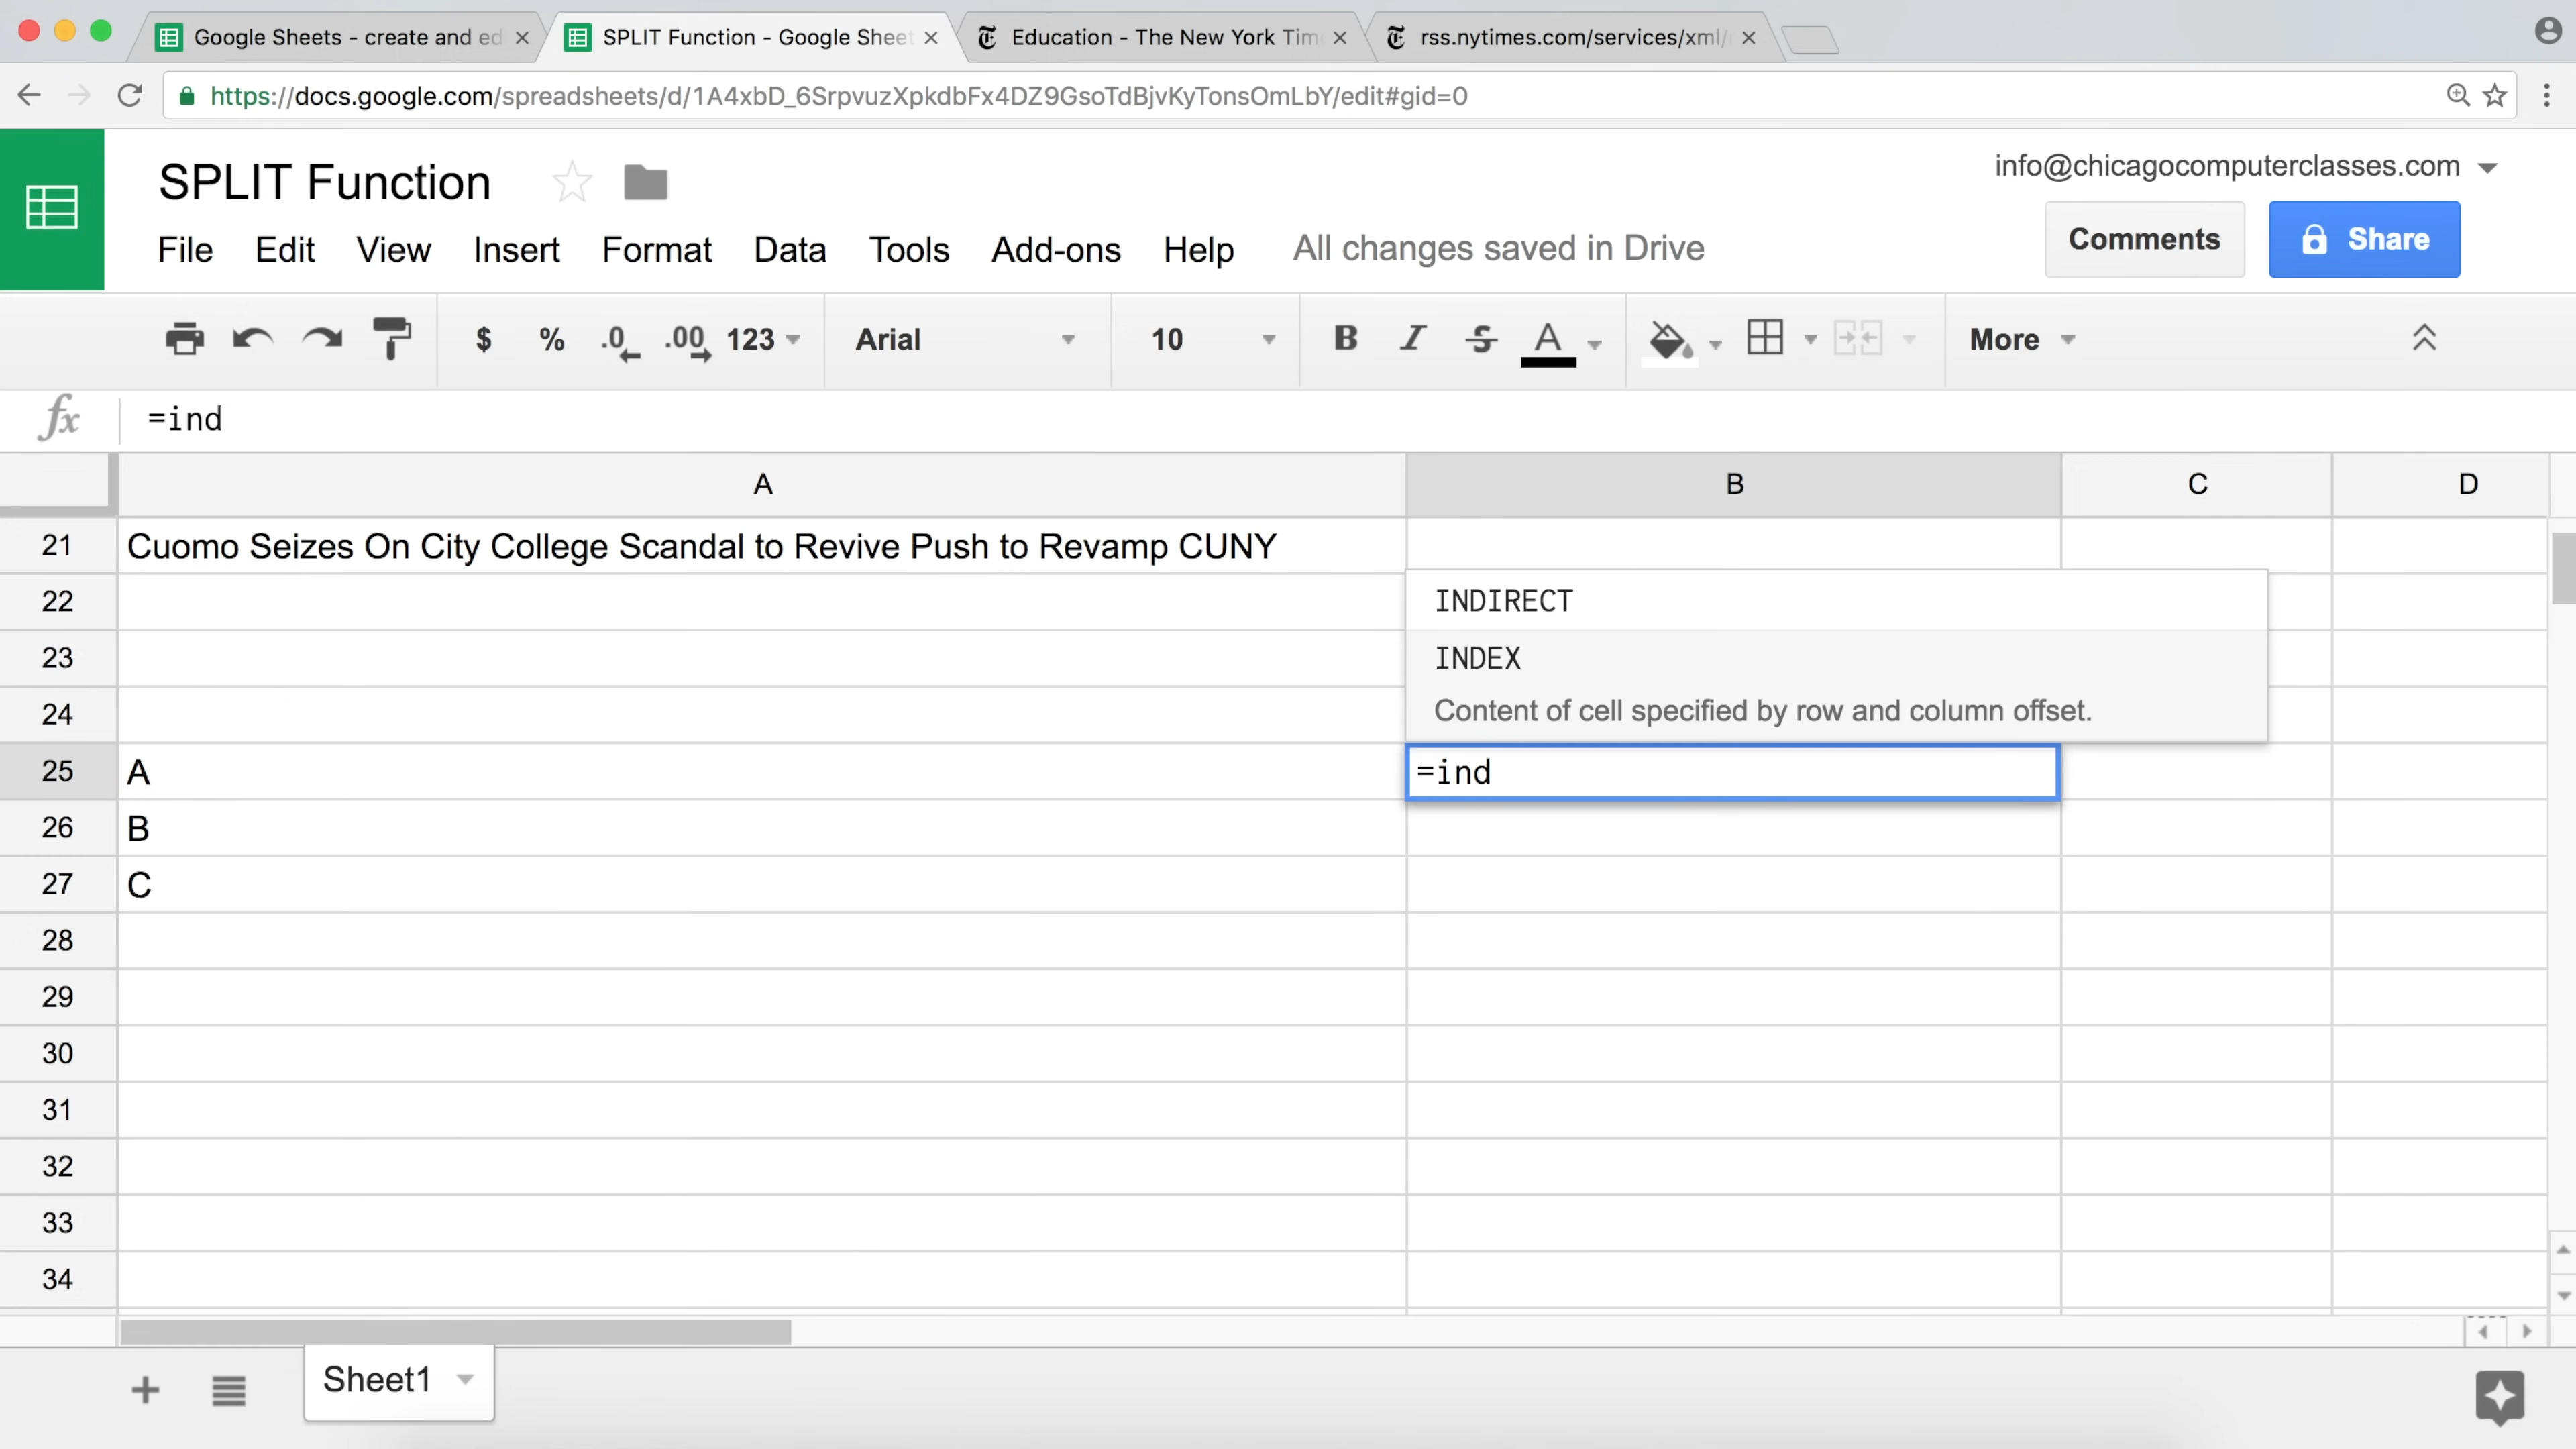 Google Sheets - create and ed
SPLIT Function - Google Sheet
Education - The New York Tim
rss.nytimes.com/services/xml/
https://docs.google.com/spreadsheets/d/1A4xbD_6SrpvuzXpkdbFx4DZ9GsoTdBjvKyTonsOmLbY/edit#gid=0
SPLIT Function
info@chicagocomputerclasses.com
File Edit View Insert Format Data Tools Add-ons Help All changes saved in Drive
Comments
Share
$ % .0 .00 123 Arial 10 B I S A More
fx =ind
A B C D
21 Cuomo Seizes On City College Scandal to Revive Push to Revamp CUNY
22 INDIRECT
23 INDEX
24 Content of cell specified by row and column offset.
25 A =ind
26 B
27 C
28
29
30
31
32
33
34
Sheet1